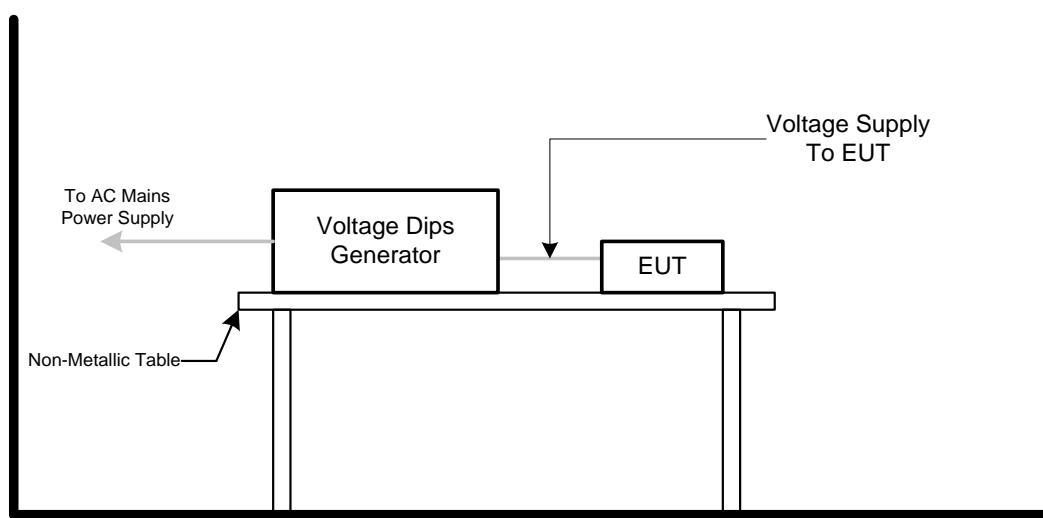 Voltage Supply
To EUT
To AC Mains
Power Supply
Voltage Dips
Generator
EUT
Non-Metallic Table